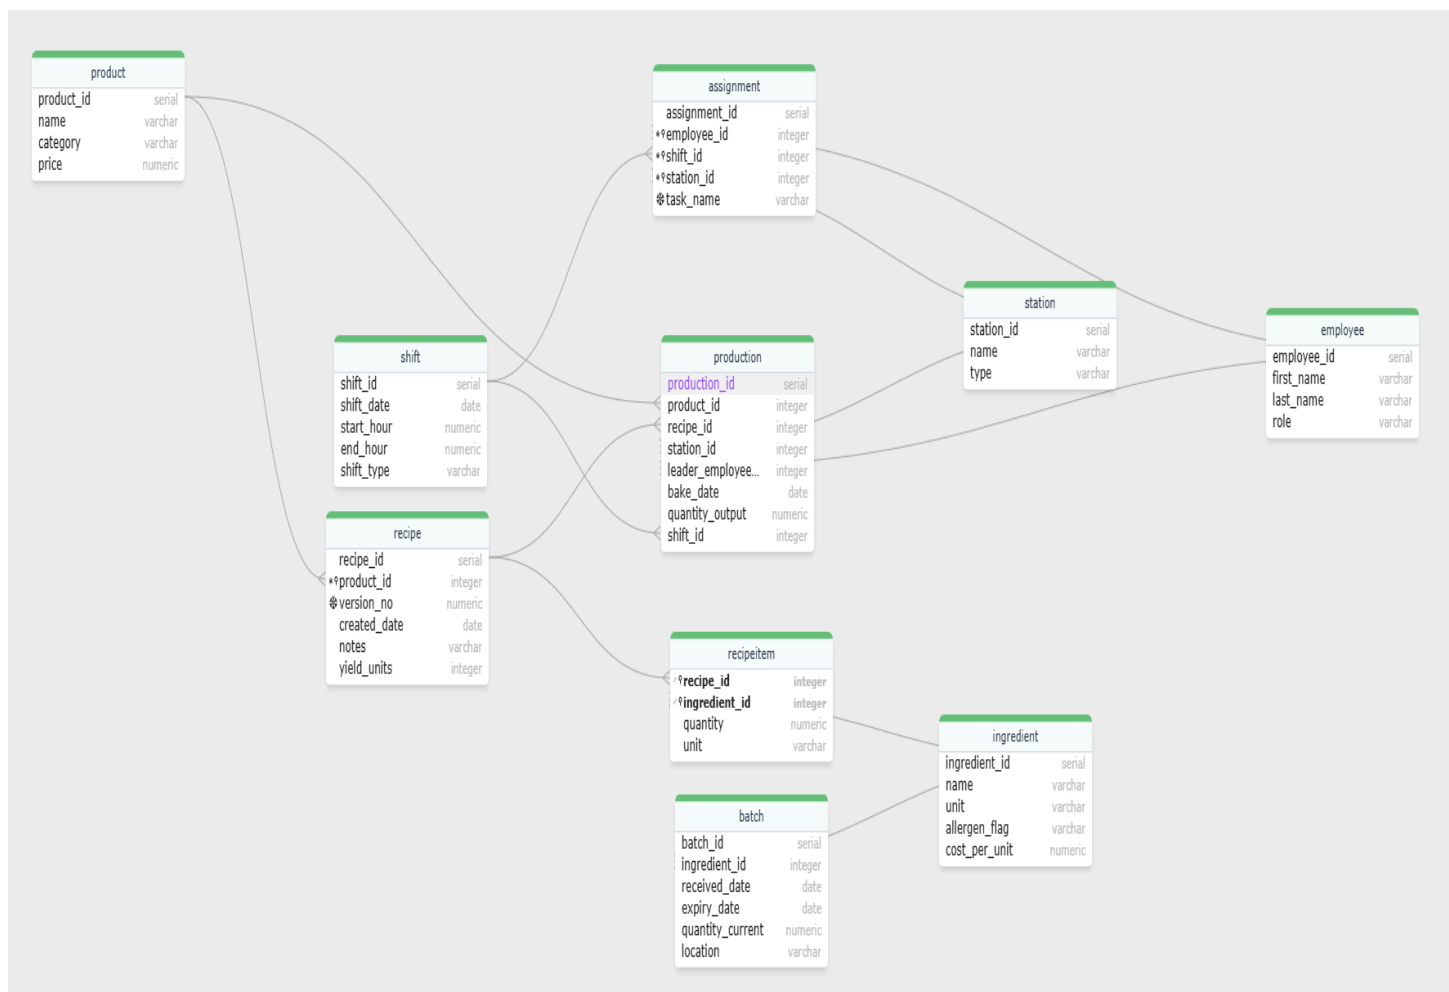 product
product_id serial
name varchar
category varchar
price numeric
assignment
assignment_id serial
employee_id integer
shift_id integer
station_id integer
task_name varchar
station
station_id serial
name varchar
type varchar
employee
employee_id serial
first_name varchar
last_name varchar
role varchar
shift
shift_id serial
shift_date date
start_hour numeric
end_hour numeric
shift_type varchar
production
production_id serial
product_id integer
recipe_id integer
station_id integer
leader_employee... integer
bake_date date
quantity_output numeric
shift_id integer
recipe
recipe_id serial
product_id integer
version_no numeric
created_date date
notes varchar
yield_units integer
recipeitem
recipe_id integer
ingredient_id integer
quantity numeric
unit varchar
ingredient
ingredient_id serial
name varchar
unit varchar
allergen_flag varchar
cost_per_unit numeric
batch
batch_id serial
ingredient_id integer
received_date date
expiry_date date
quantity_current numeric
location varchar